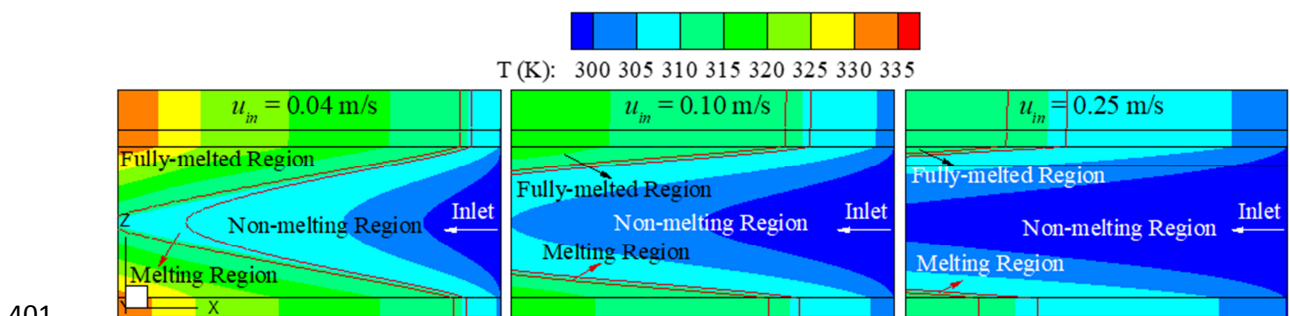 T (K): 300 305 310 315 320 325 330 335
u_in = 0.04 m/s
Fully-melted Region
Non-melting Region
Inlet
Z
Melting Region
Y
X
u_in = 0.10 m/s
Fully-melted Region
Non-melting Region
Inlet
Melting Region
u_in = 0.25 m/s
Fully-melted Region
Non-melting Region
Inlet
Melting Region
401